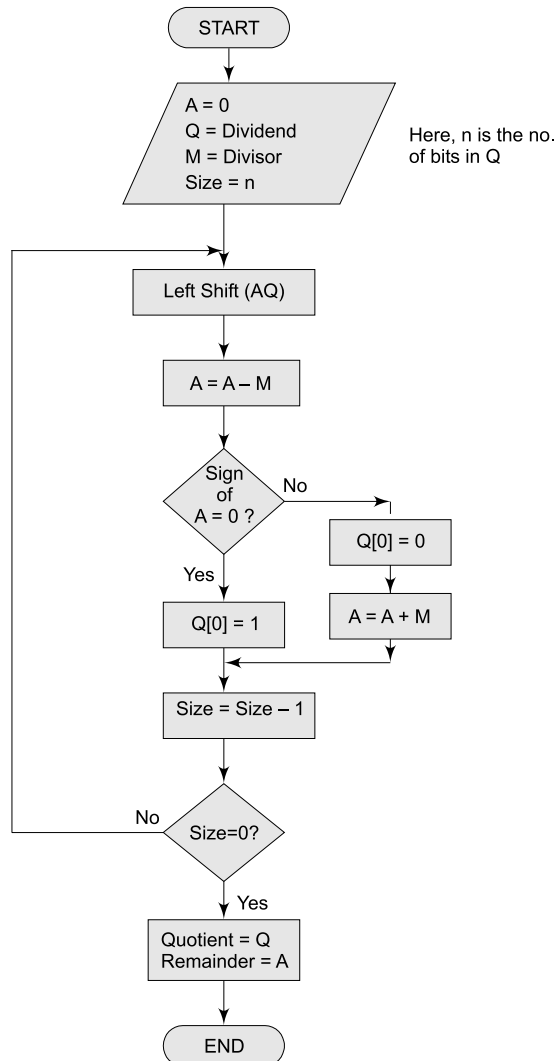 START
A = 0
Q = Dividend
M = Divisor
Size = n
Here, n is the no.
of bits in Q
Left Shift (AQ)
A = A – M
Sign
of
A = 0 ?
No
Yes
Q[0] = 0
A = A + M
Q[0] = 1
Size = Size – 1
No
Size=0?
Yes
Quotient = Q
Remainder = A
END